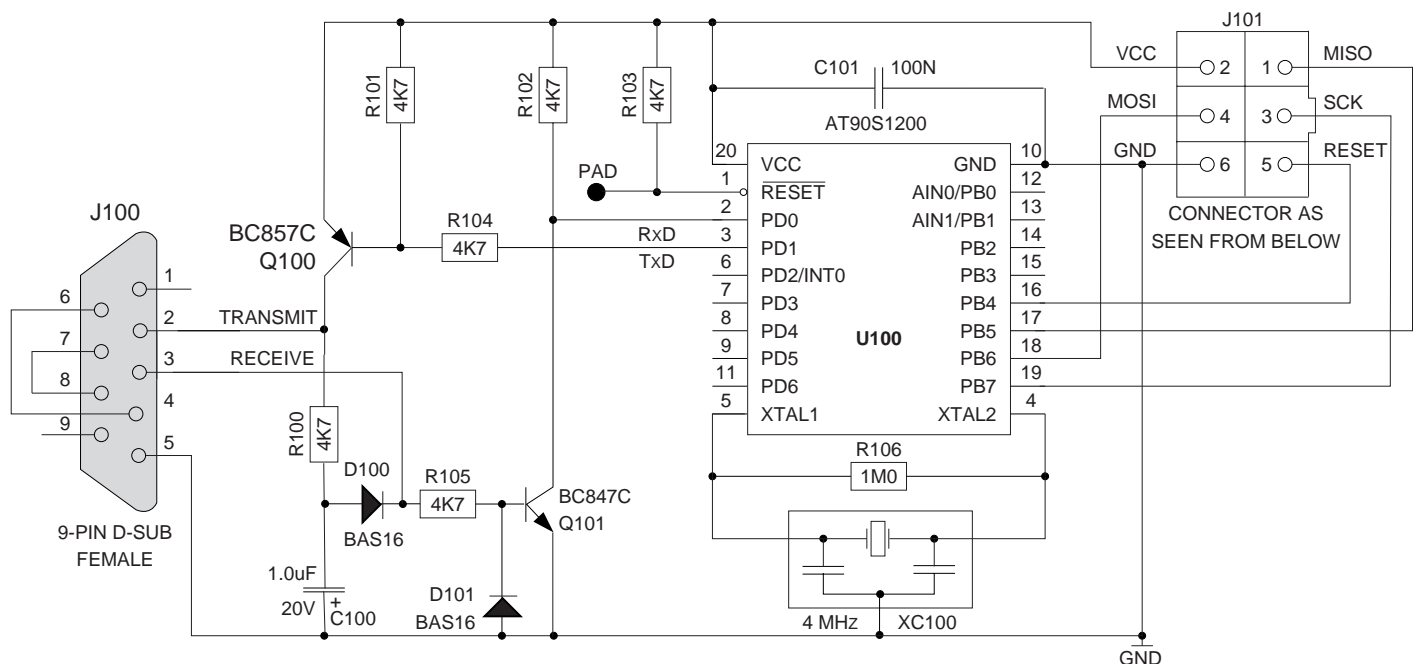 J101
VCC
2
1
MISO
MOSI
4
3
SCK
GND
6
5
RESET
CONNECTOR AS
SEEN FROM BELOW
R101
4K7
R102
4K7
R103
4K7
C101
100N
AT90S1200
PAD
20
VCC
GND
10
1
RESET
AIN0/PB0
12
2
PD0
AIN1/PB1
13
RXD
3
PD1
PB2
14
TXD
6
PD2/INT0
PB3
15
7
PD3
PB4
16
8
PD4
PB5
17
U100
9
PD5
PB6
18
11
PD6
PB7
19
5
XTAL1
XTAL2
4
BC857C
Q100
R104
4K7
J100
1
6
2
TRANSMIT
7
3
RECEIVE
8
4
9
5
9-PIN D-SUB
FEMALE
R100
4K7
D100
BAS16
R105
4K7
BC847C
Q101
R106
1M0
1.0uF
20V
+
C100
D101
BAS16
4 MHz
XC100
GND